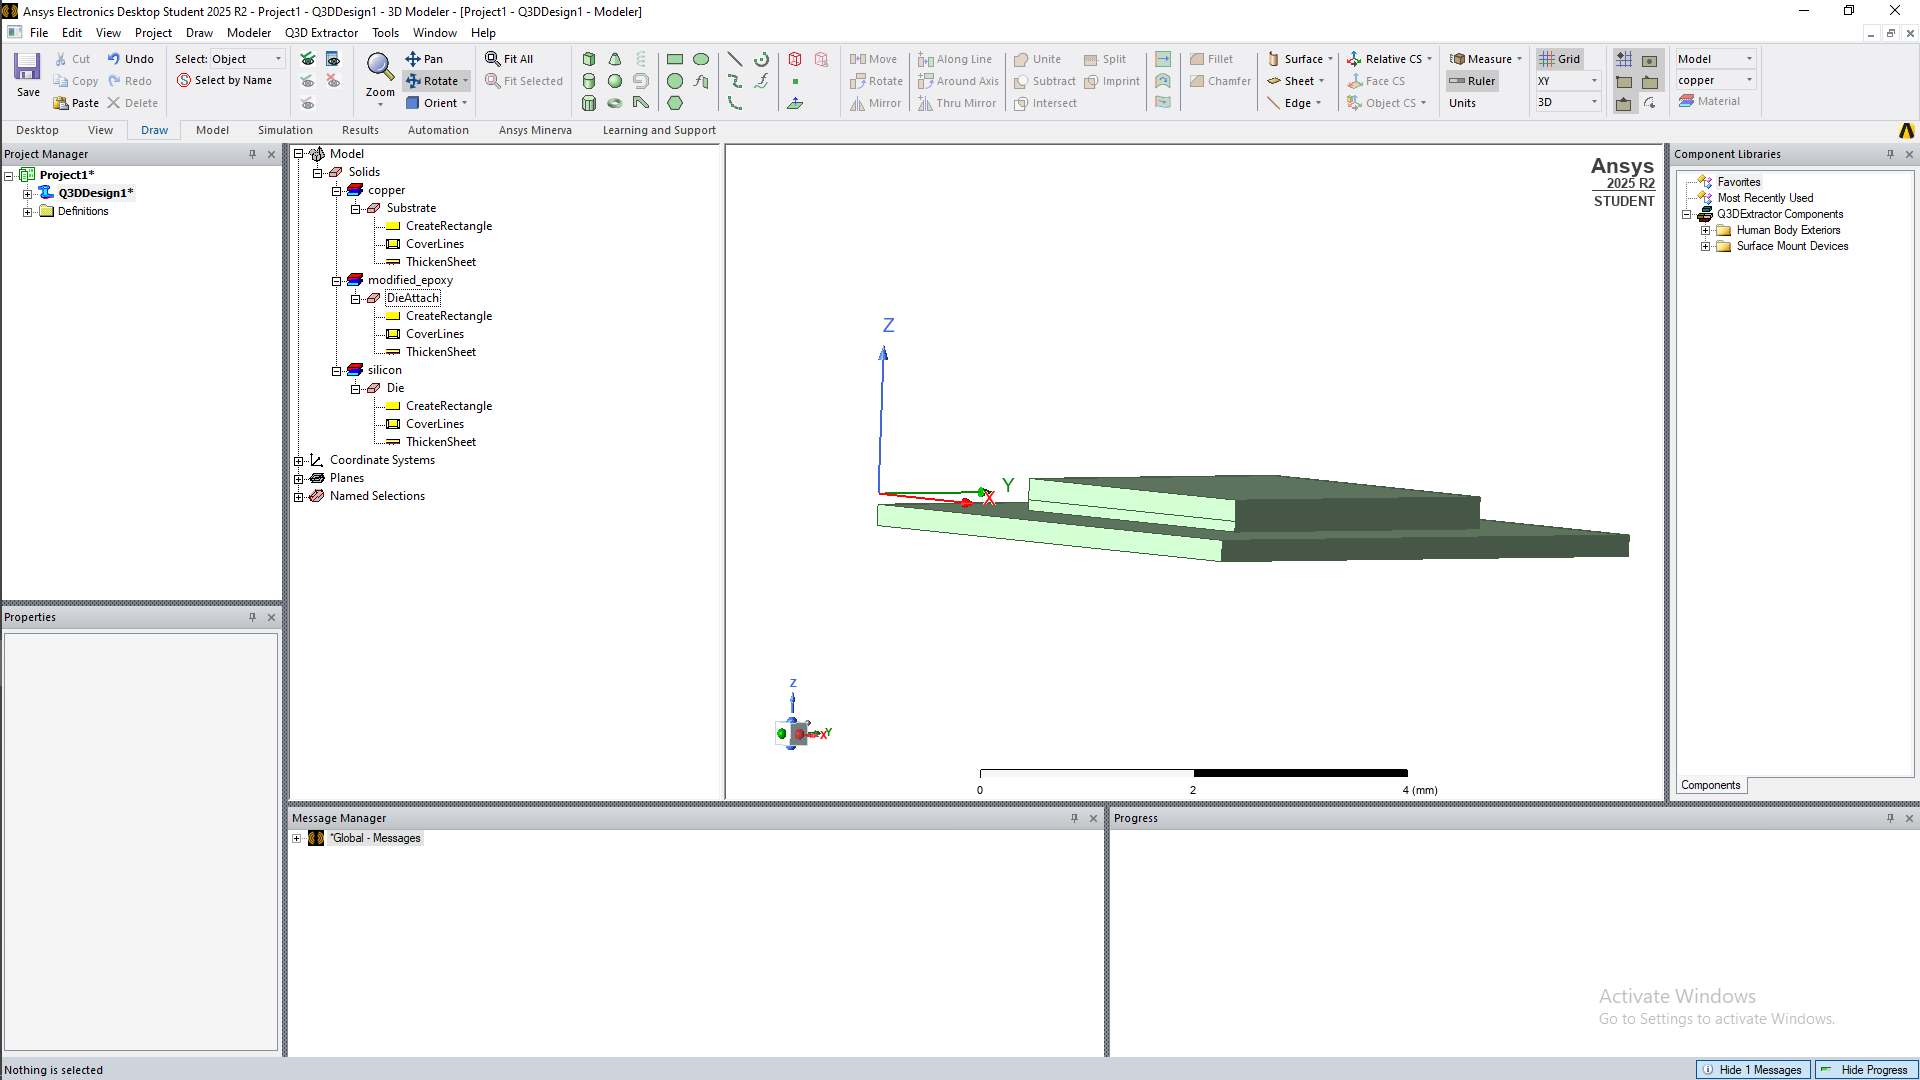 Ansys Electronics Desktop Student 2025 R2 - Project1 - Q3DDesign1 - 3D Modeler - [Project1 - Q3DDesign1 - Modeler]
File Edit View Project Draw Modeler Q3D Extractor Tools Window Help
Save
Cut Undo
Copy Redo
Paste Delete
Select: Object
Select by Name
Zoom
Pan
Rotate
Orient
Fit All
Fit Selected
Move
Rotate
Mirror
Along Line
Around Axis
Thru Mirror
Unite Split
Subtract Imprint
Intersect
Fillet
Chamfer
Surface
Sheet
Edge
Relative CS
Face CS
Object CS
Measure
Ruler
Units
Grid
XY
3D
Model
copper
Material
Desktop View Draw Model Simulation Results Automation Ansys Minerva Learning and Support
Project Manager
Project1*
Q3DDesign1*
Definitions
Properties
Model
Solids
copper
Substrate
CreateRectangle
CoverLines
ThickenSheet
modified_epoxy
DieAttach
CreateRectangle
CoverLines
ThickenSheet
silicon
Die
CreateRectangle
CoverLines
ThickenSheet
Coordinate Systems
Planes
Named Selections
Ansys
2025 R2
STUDENT
Z
Y
X
Z
X
Y
0 2 4 (mm)
Component Libraries
Favorites
Most Recently Used
Q3DExtractor Components
Human Body Exteriors
Surface Mount Devices
Components
Message Manager
*Global - Messages
Progress
Activate Windows
Go to Settings to activate Windows.
Nothing is selected
Hide 1 Messages
Hide Progress